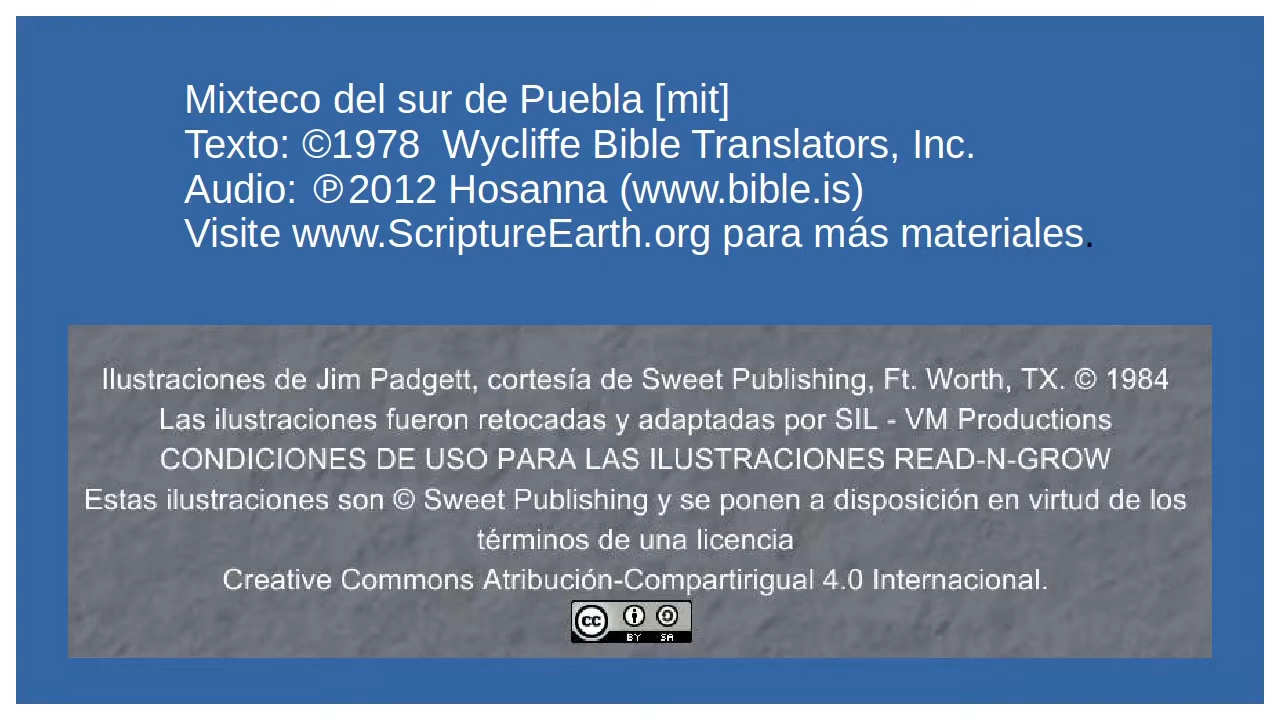 Mixteco del sur de Puebla [mit]
Texto: ©1978 Wycliffe Bible Translators, Inc.
Audio: ℗2012 Hosanna (www.bible.is)
Visite www.ScriptureEarth.org para más materiales.
Ilustraciones de Jim Padgett, cortesía de Sweet Publishing, Ft. Worth, TX. © 1984
Las ilustraciones fueron retocadas y adaptadas por SIL - VM Productions
CONDICIONES DE USO PARA LAS ILUSTRACIONES READ-N-GROW
Estas ilustraciones son © Sweet Publishing y se ponen a disposición en virtud de los
términos de una licencia
Creative Commons Atribución-Compartirigual 4.0 Internacional.
cc BY SA